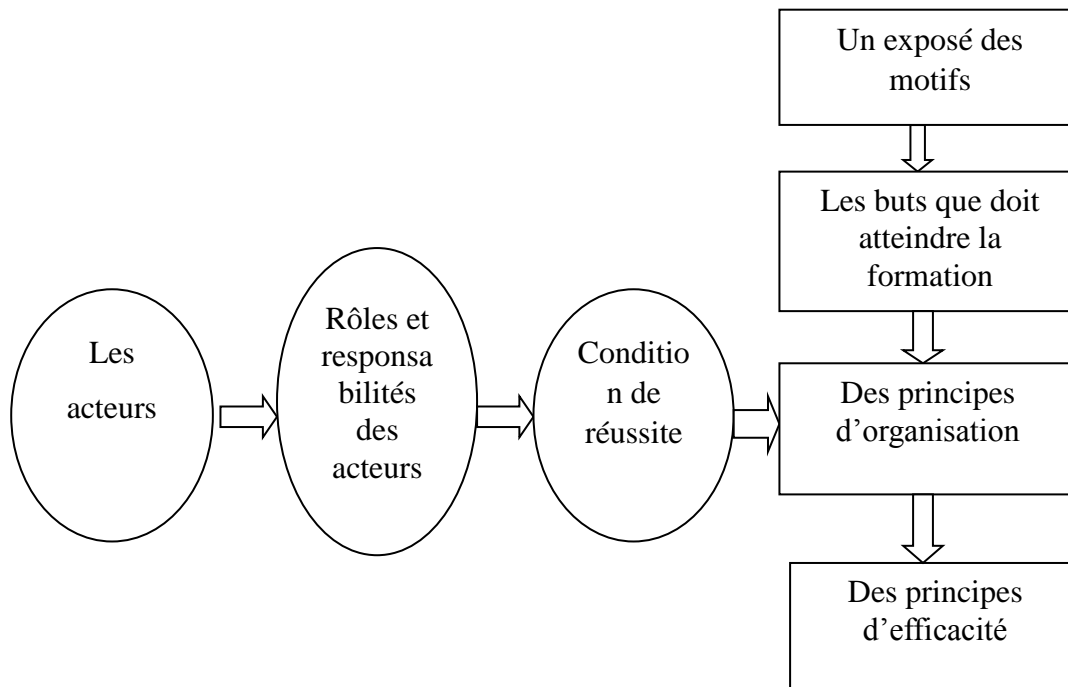 Un exposé des
motifs
Les buts que doit
atteindre la
formation
Les
acteurs
Rôles et
responsa
bilités
des
acteurs
Conditio
n de
réussite
Des principes
d’organisation
Des principes
d’efficacité